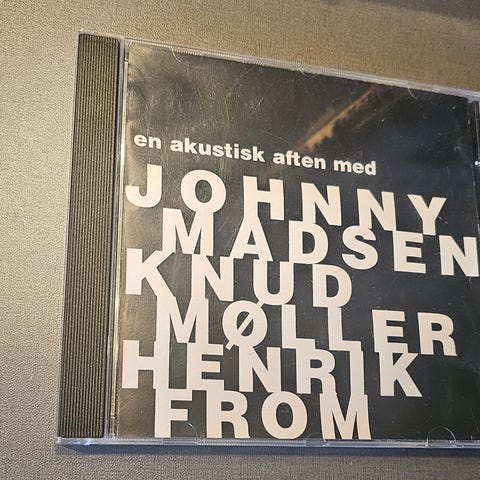 en akustisk aften med
JOHNNY
MADSEN
KNUD
MØLLER
HENRIK
FROM